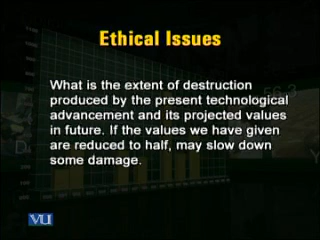 Ethical Issues
What is the extent of destruction
produced by the present technological
advancement and its projected values
in future. If the values we have given
are reduced to half, may slow down
some damage.
VU